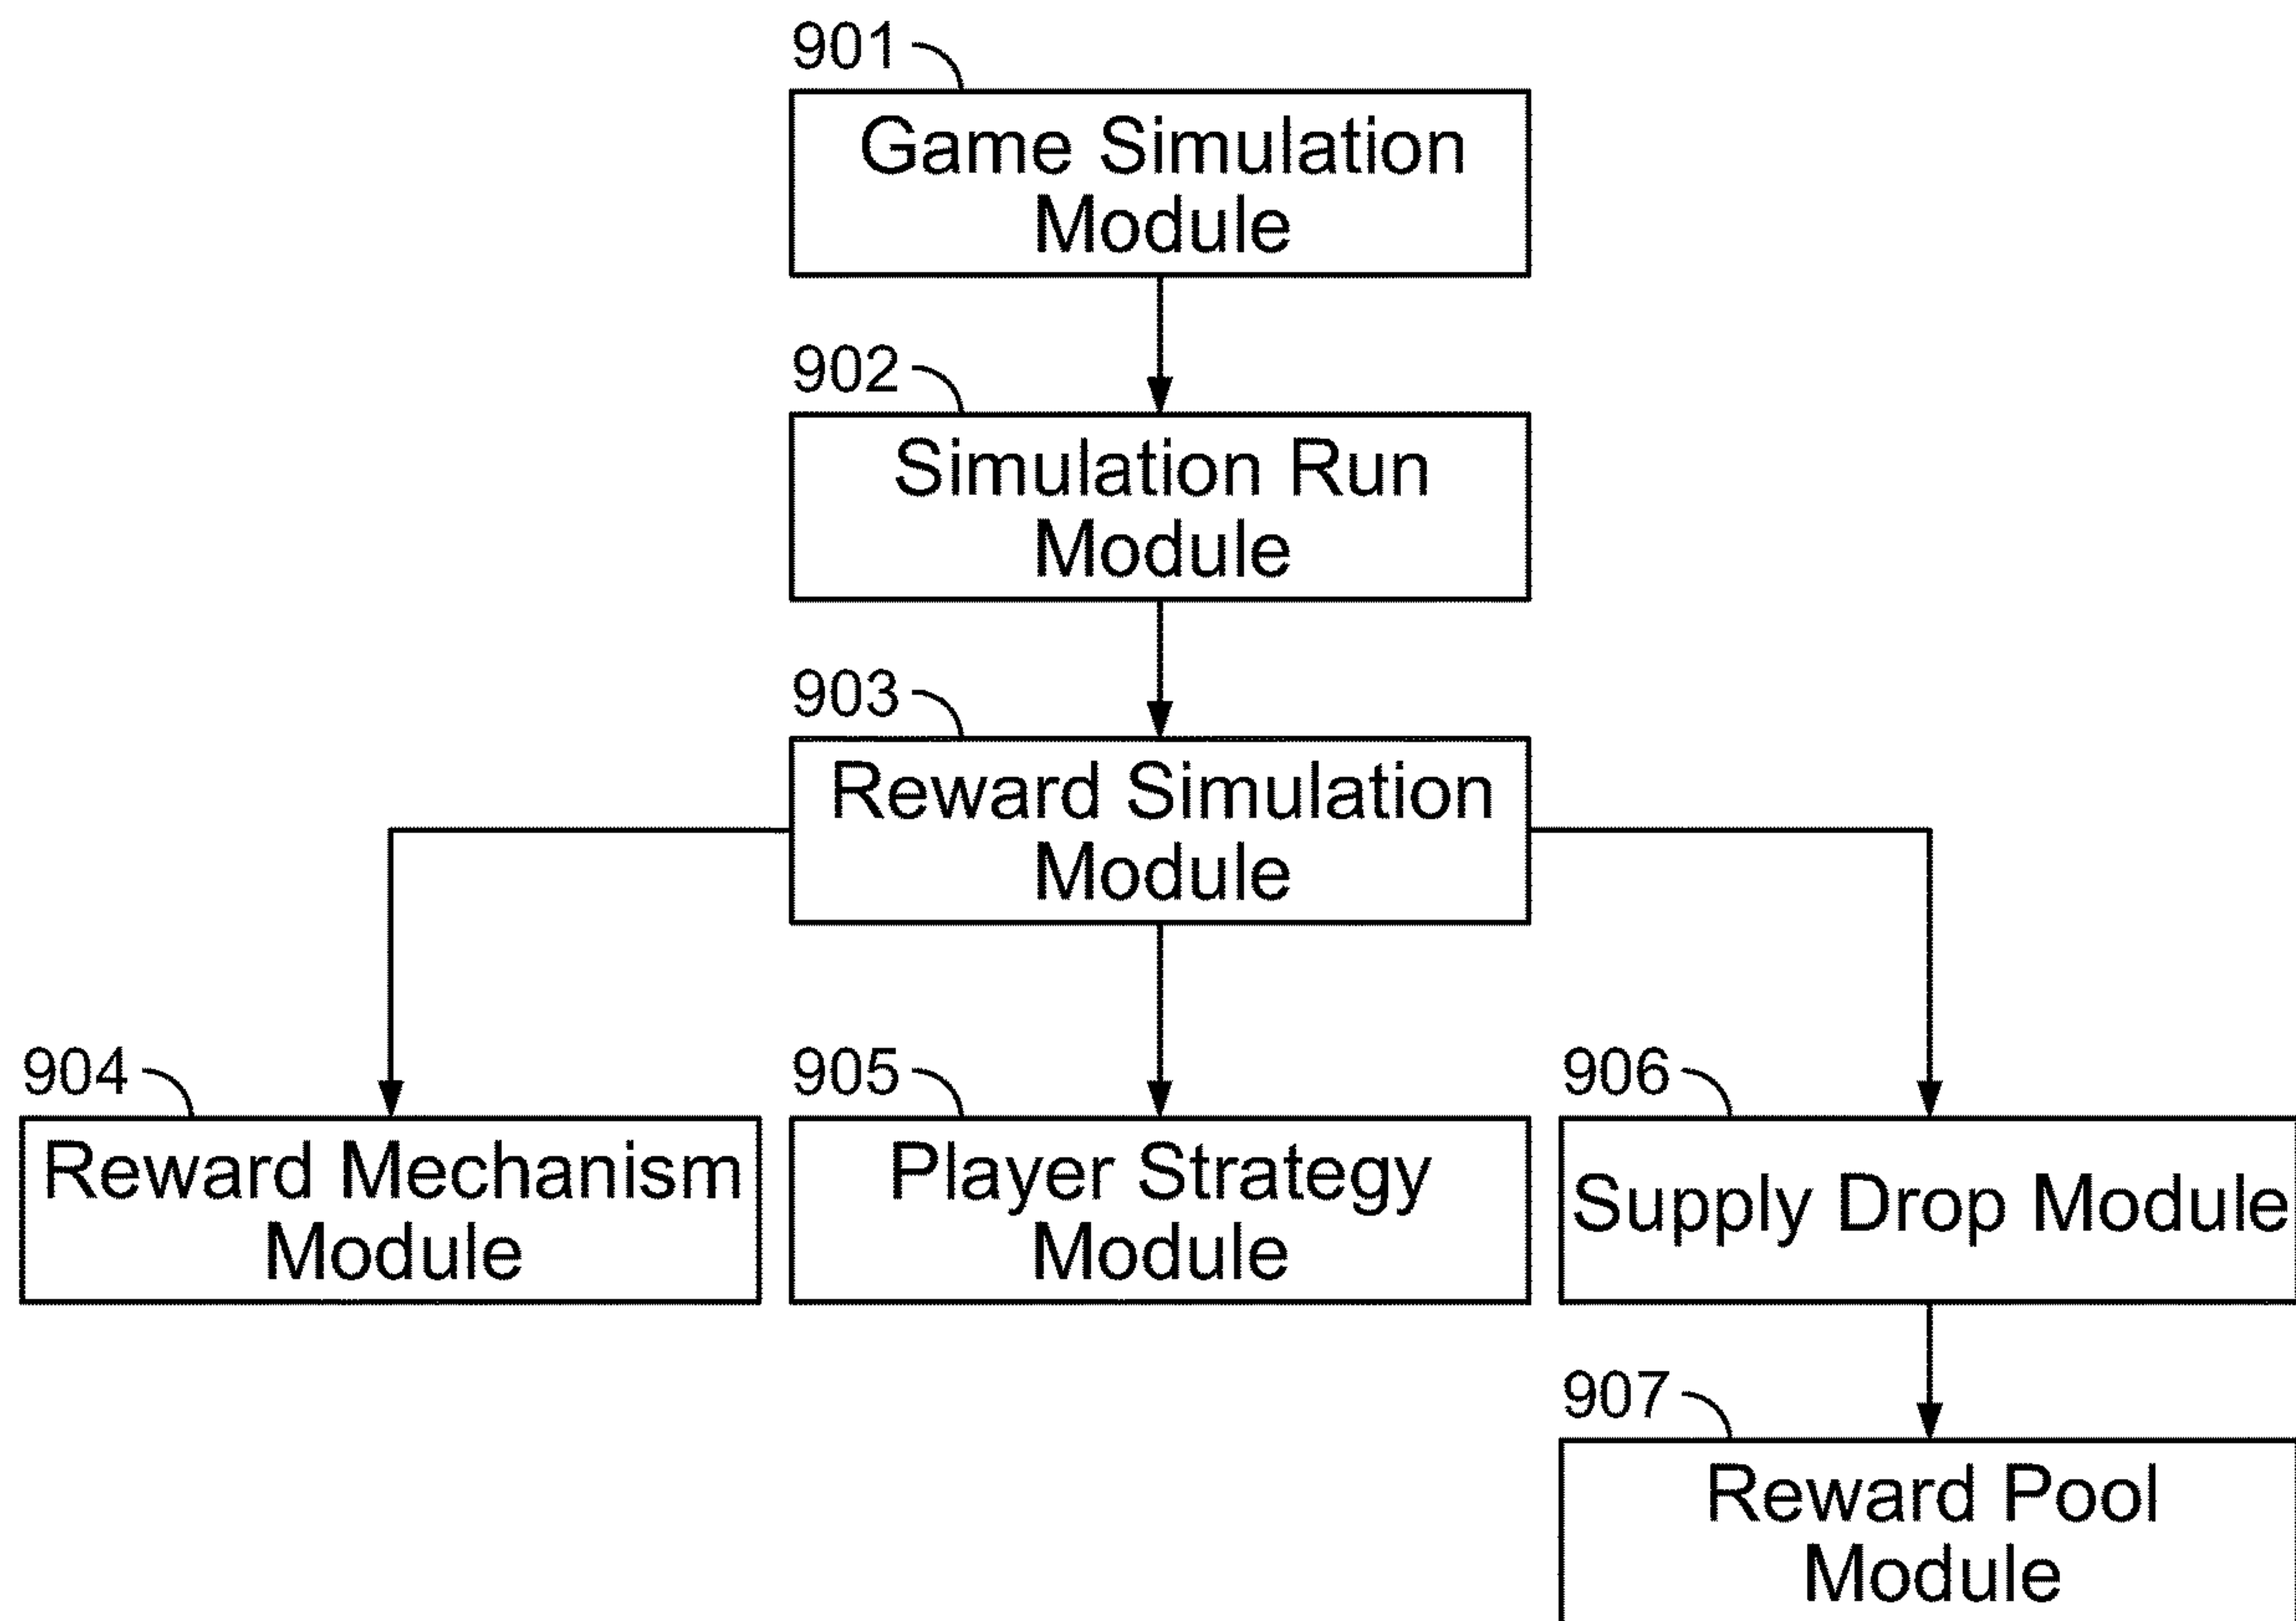 901
Game Simulation
Module
902
Simulation Run
Module
903
Reward Simulation
Module
904
Reward Mechanism
Module
905
Player Strategy
Module
906
Supply Drop Module
907
Reward Pool
Module